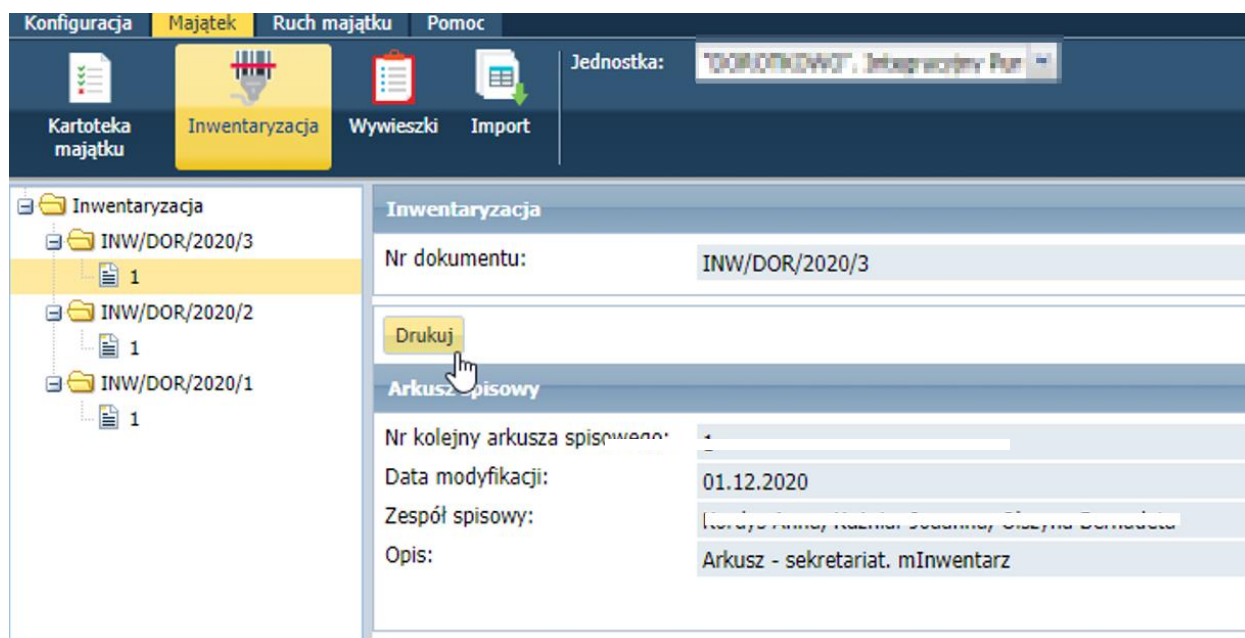 Konfiguracja Majątek Ruch majątku Pomoc
Kartoteka majątku
Inwentaryzacja
Wywieszki
Import
Jednostka:
Inwentaryzacja
INW/DOR/2020/3
1
INW/DOR/2020/2
1
INW/DOR/2020/1
1
Inwentaryzacja
Nr dokumentu: INW/DOR/2020/3
Drukuj
Arkusz spisowy
Nr kolejny arkusza spisowego:
Data modyfikacji: 01.12.2020
Zespół spisowy:
Opis: Arkusz - sekretariat. mInwentarz